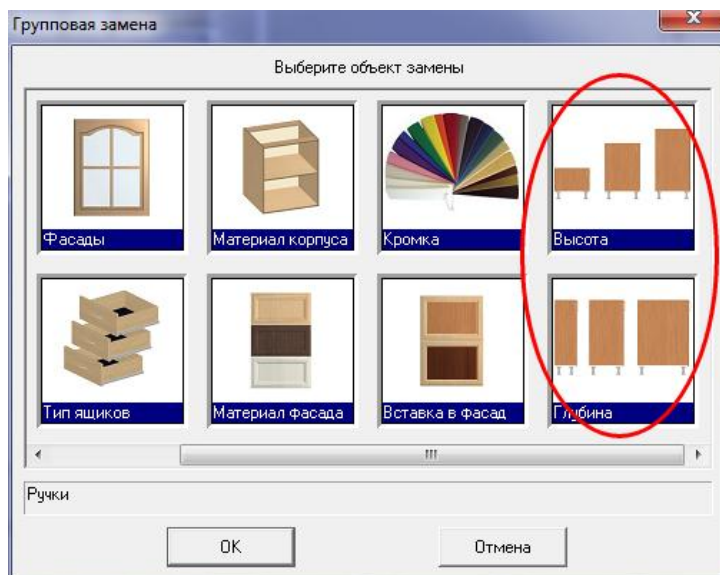 Групповая замена
Выберите объект замены
Фасады
Материал корпуса
Кромка
Высота
Тип ящиков
Материал фасада
Вставка в фасад
Глубина
Ручки
OK
Отмена